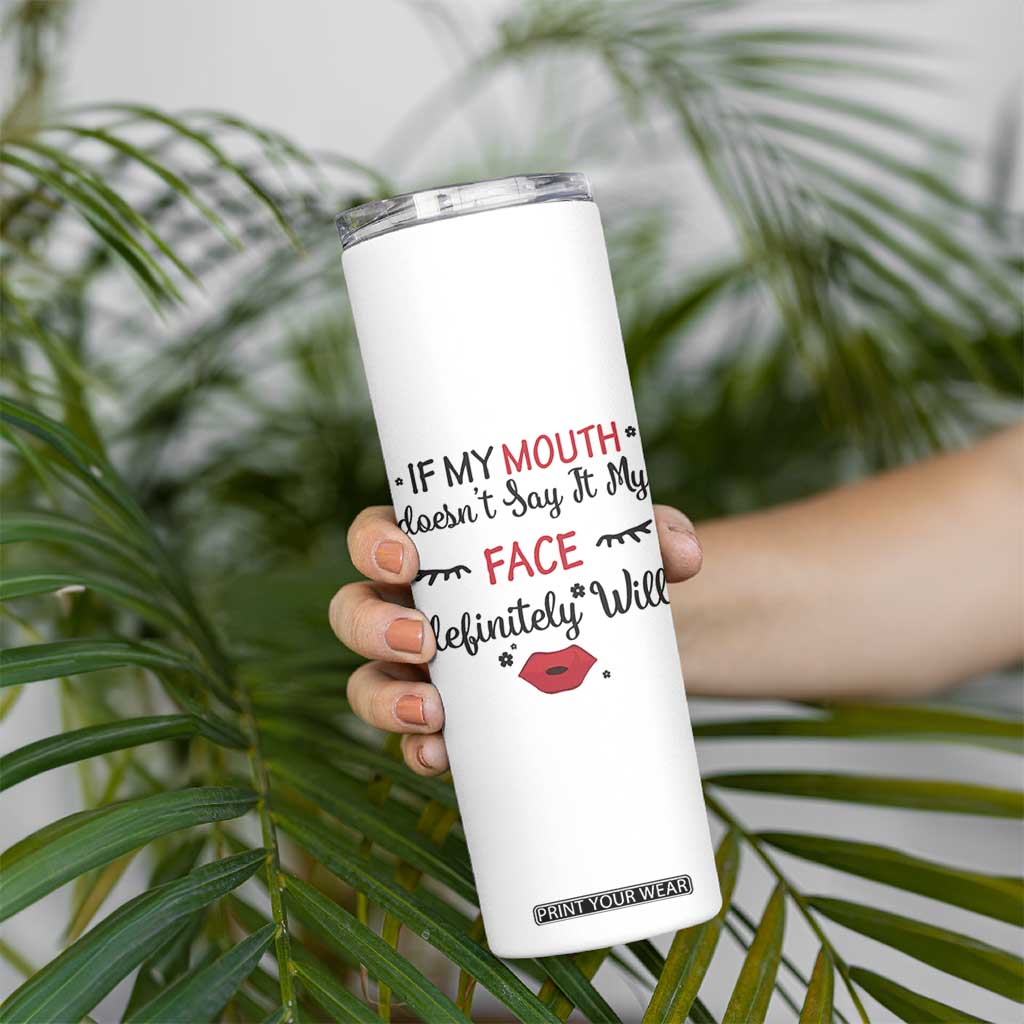 IF MY MOUTH
doesn't Say It My
FACE
definitely Will
PRINT YOUR WEAR